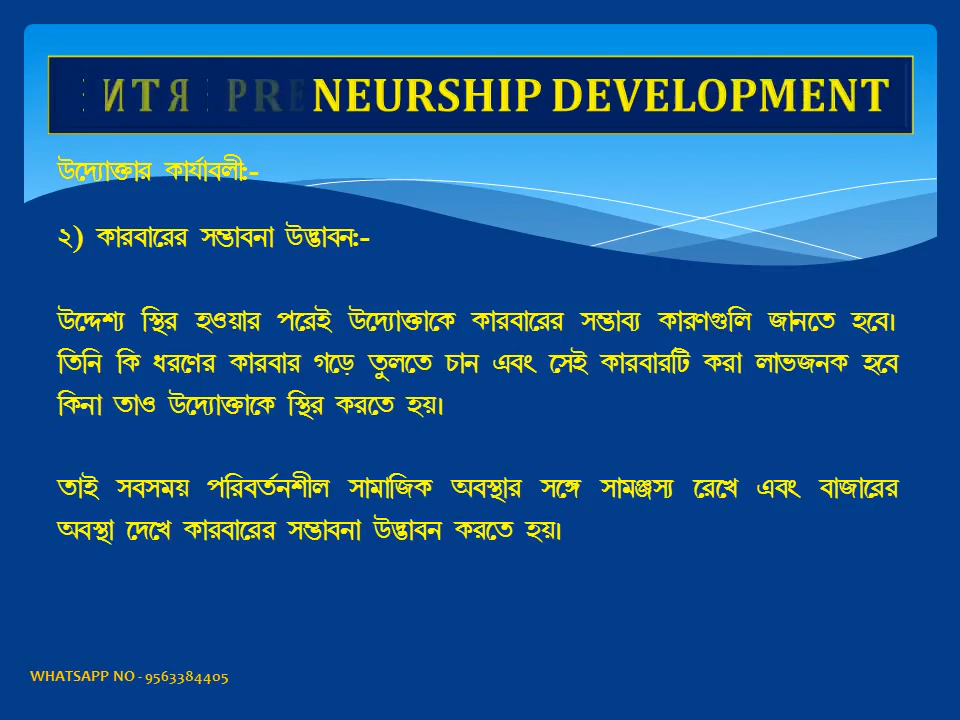 ENTREPRENEURSHIP DEVELOPMENT
উদ্যোক্তার কার্যাবলী:-
২) কারবারের সম্ভাবনা উদ্ভাবন:-
উদ্দেশ্য স্থির হওয়ার পরেই উদ্যোক্তাকে কারবারের সম্ভাব্য কারণগুলি জানতে হবে।
তিনি কি ধরণের কারবার গড়ে তুলতে চান এবং সেই কারবারটি করা লাভজনক হবে
কিনা তাও উদ্যোক্তাকে স্থির করতে হয়।
তাই সবসময় পরিবর্তনশীল সামাজিক অবস্থার সঙ্গে সামঞ্জস্য রেখে এবং বাজারের
অবস্থা দেখে কারবারের সম্ভাবনা উদ্ভাবন করতে হয়।
WHATSAPP NO - 9563384405